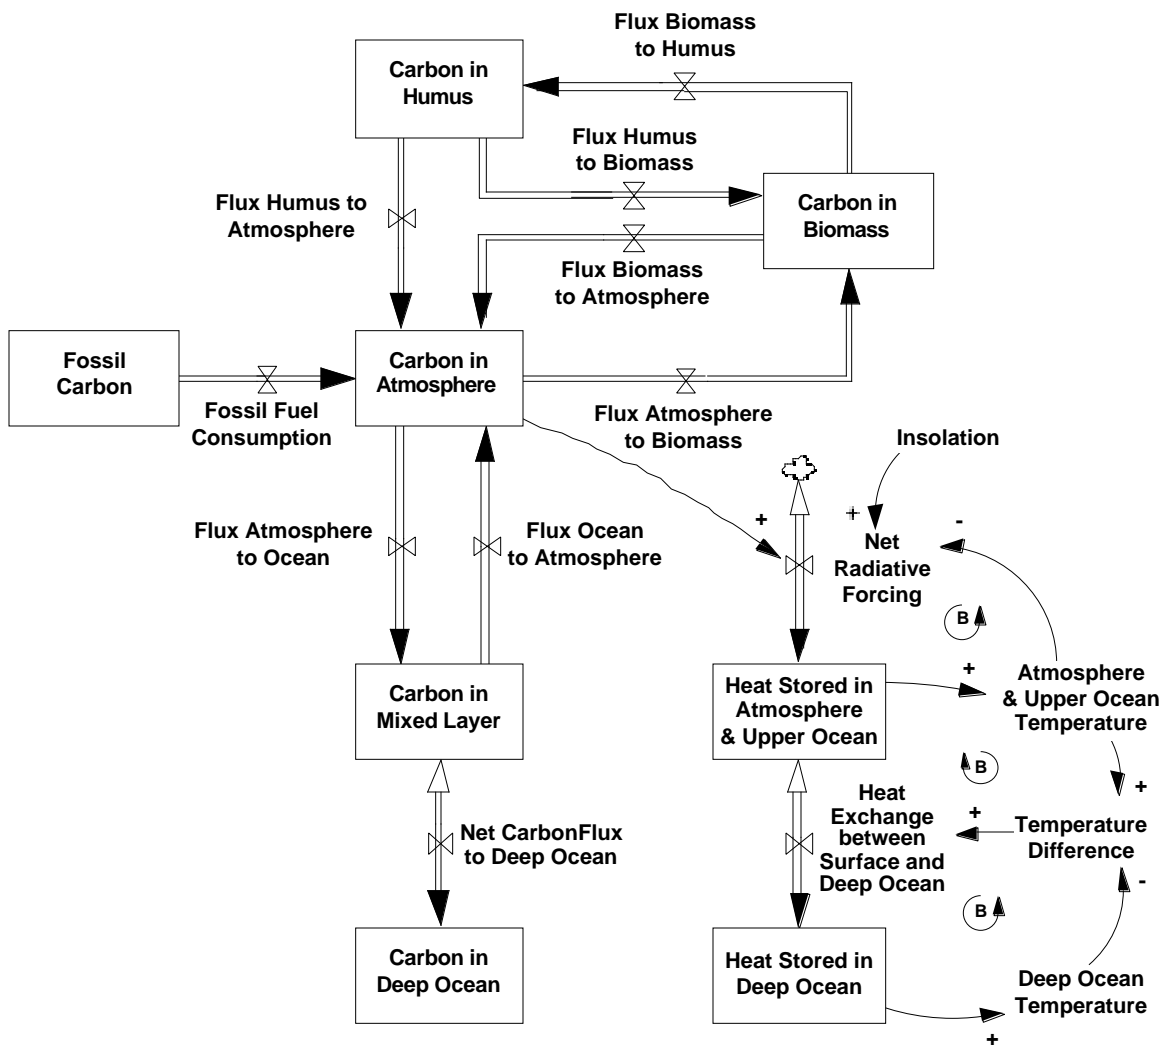 Flux Biomass
to Humus
Carbon in
Humus
Flux Humus
to Biomass
Flux Humus to
Atmosphere
Carbon in
Biomass
Flux Biomass
to Atmosphere
Fossil
Carbon
Carbon in
Atmosphere
Fossil Fuel
Consumption
Flux Atmosphere
to Biomass
Insolation
Flux Atmosphere
to Ocean
Flux Ocean
to Atmosphere
+
+
-
Net
Radiative
Forcing
B
Carbon in
Mixed Layer
Heat Stored in
Atmosphere
& Upper Ocean
+
Atmosphere
& Upper Ocean
Temperature
B
+
Net CarbonFlux
to Deep Ocean
Heat
Exchange
between
Surface and
Deep Ocean
+
Temperature
Difference
-
B
Carbon in
Deep Ocean
Heat Stored in
Deep Ocean
Deep Ocean
Temperature
+